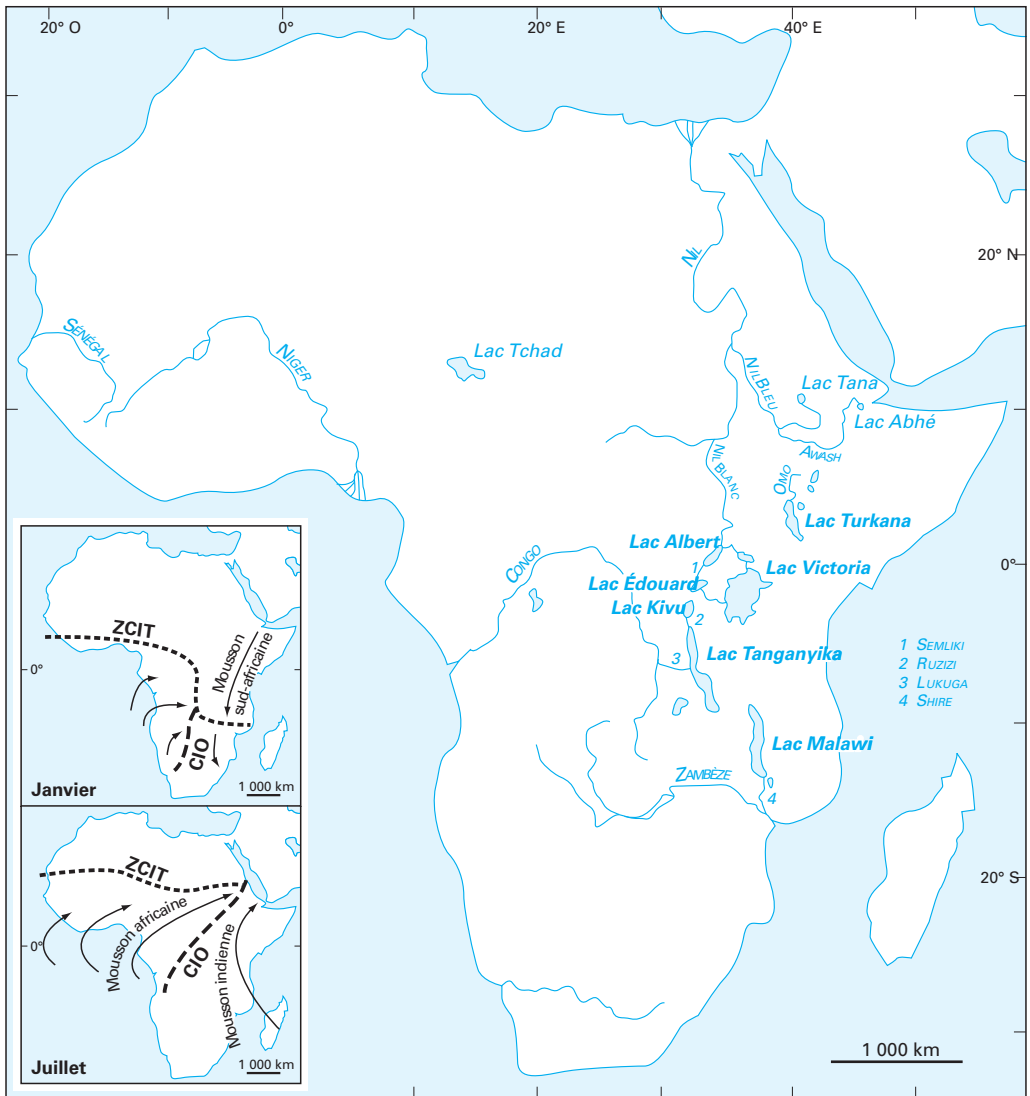 20° O
0°
20° E
40° E
20° N
0°
20° S
NIL
SÉNÉGAL
NIGER
Lac Tchad
NIL BLEU
Lac Tana
Lac Abhé
AWASH
OMO
NIL BLANC
Lac Turkana
Lac Albert
CONGO
1
Lac Victoria
Lac Édouard
Lac Kivu
2
3
Lac Tanganyika
1 SEMLIKI
2 RUZIZI
3 LUKUGA
4 SHIRE
Lac Malawi
ZAMBÈZE
4
1 000 km
ZCIT
Mousson
sud-africaine
0°
CIO
Janvier
1 000 km
ZCIT
Mousson africaine
0°
CIO
Mousson indienne
Juillet
1 000 km